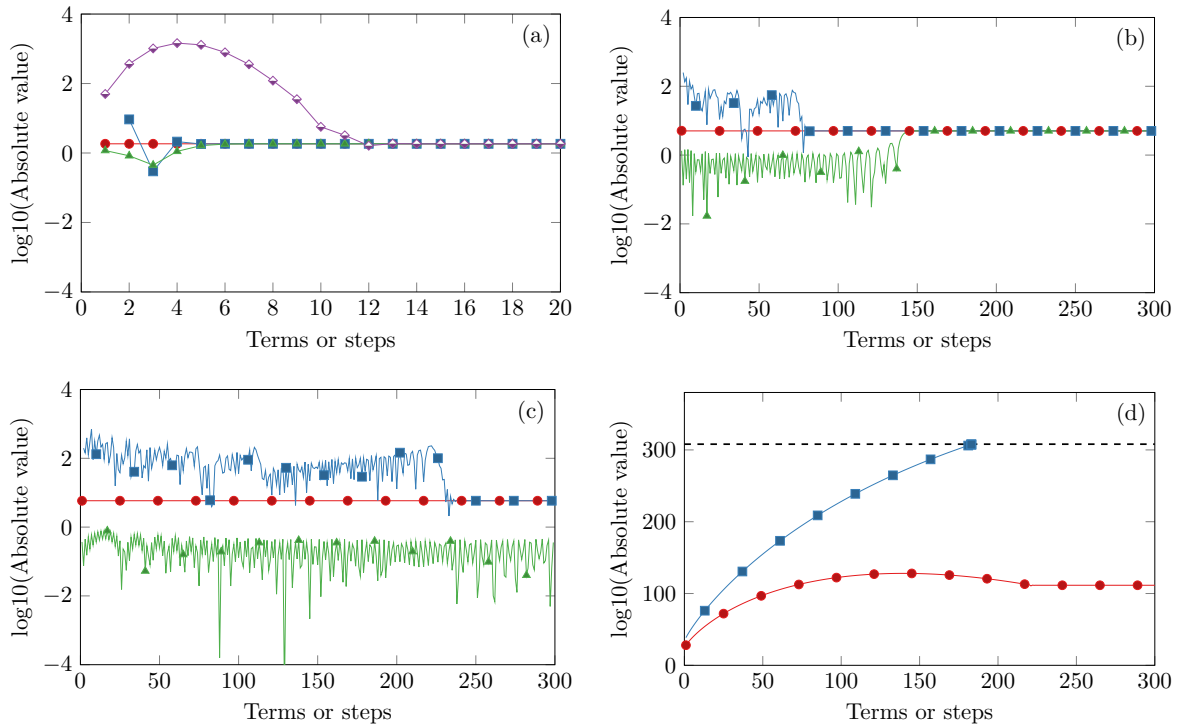 (a)
log10(Absolute value)
4
2
0
−2
−4
0 2 4 6 8 10 12 14 16 18 20
Terms or steps
(b)
log10(Absolute value)
4
2
0
−2
−4
0 50 100 150 200 250 300
Terms or steps
(c)
log10(Absolute value)
4
2
0
−2
−4
0 50 100 150 200 250 300
Terms or steps
(d)
log10(Absolute value)
300
200
100
0
0 50 100 150 200 250 300
Terms or steps